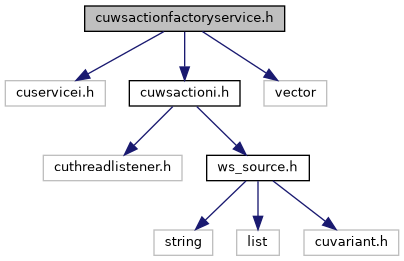 cuwsactionfactoryservice.h
cuservicei.h
cuwsactioni.h
vector
cuthreadlistener.h
ws_source.h
string
list
cuvariant.h